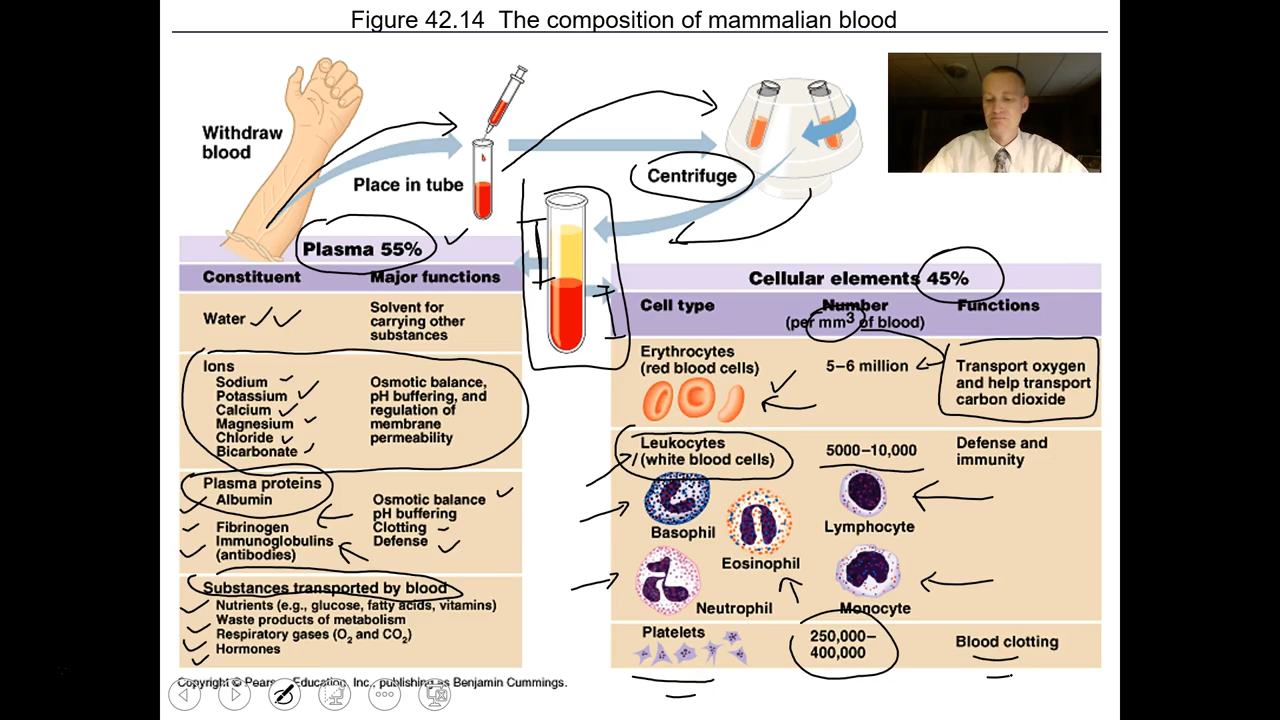 Figure 42.14 The composition of mammalian blood
Withdraw
blood
Place in tube
Centrifuge
Plasma 55%
Constituent Major functions
Water
Solvent for
carrying other
substances
Ions
Sodium
Potassium
Calcium
Magnesium
Chloride
Bicarbonate
Osmotic balance,
pH buffering, and
regulation of
membrane
permeability
Plasma proteins
Albumin
Fibrinogen
Immunoglobulins
(antibodies)
Osmotic balance
pH buffering
Clotting
Defense
Substances transported by blood
Nutrients (e.g., glucose, fatty acids, vitamins)
Waste products of metabolism
Respiratory gases (O2 and CO2)
Hormones
Cellular elements 45%
Cell type Number Functions
(per mm3 of blood)
Erythrocytes
(red blood cells)
5–6 million
Transport oxygen
and help transport
carbon dioxide
Leukocytes
(white blood cells)
5000–10,000
Defense and
immunity
Basophil
Eosinophil
Lymphocyte
Neutrophil
Monocyte
Platelets
250,000–
400,000
Blood clotting
Copyright © Pearson Education, Inc., publishing as Benjamin Cummings.